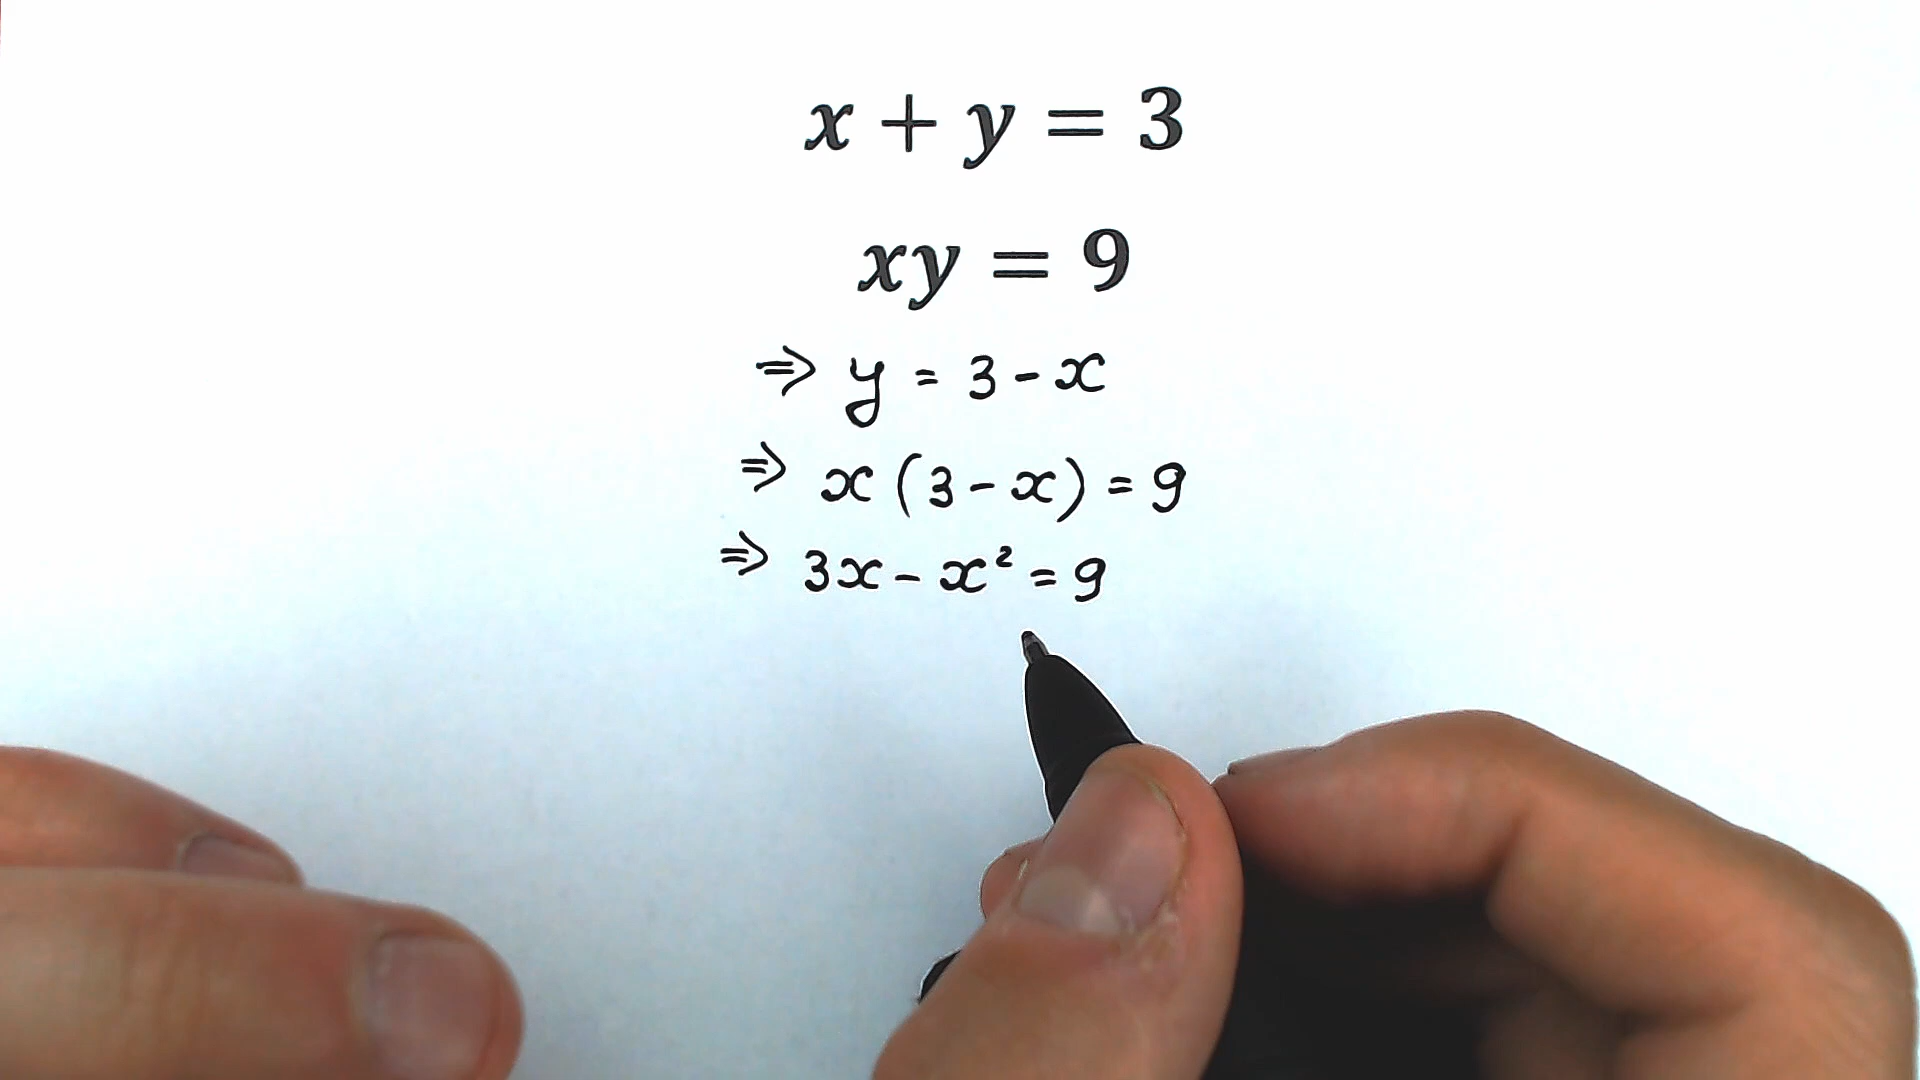 x + y = 3
xy = 9
⇒ y = 3 - x
⇒ x (3 - x) = 9
⇒ 3x - x² = 9